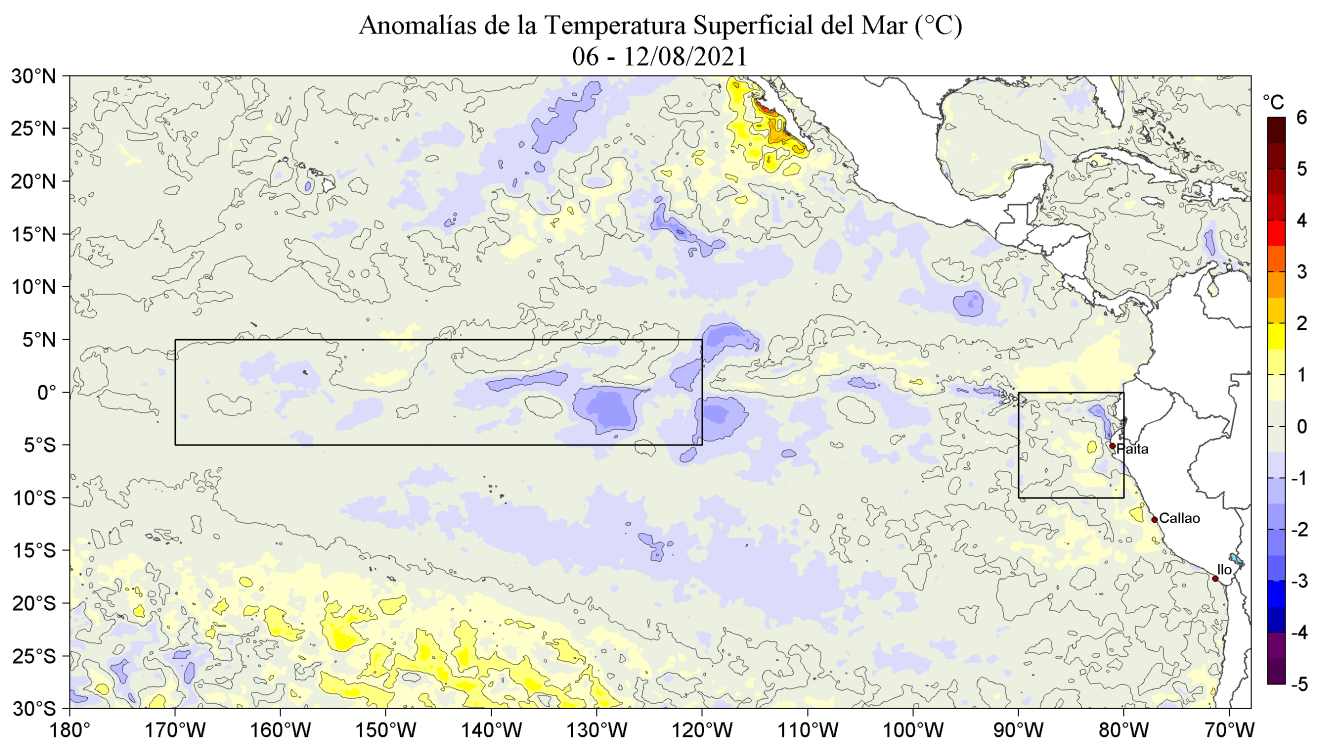 Anomalías de la Temperatura Superficial del Mar (°C)
06 - 12/08/2021
30°N
25°N
20°N
15°N
10°N
5°N
0°
5°S
10°S
15°S
20°S
25°S
30°S
180°
170°W
160°W
150°W
140°W
130°W
120°W
110°W
100°W
90°W
80°W
70°W
Paita
Callao
Ilo
°C
6
5
4
3
2
1
0
-1
-2
-3
-4
-5